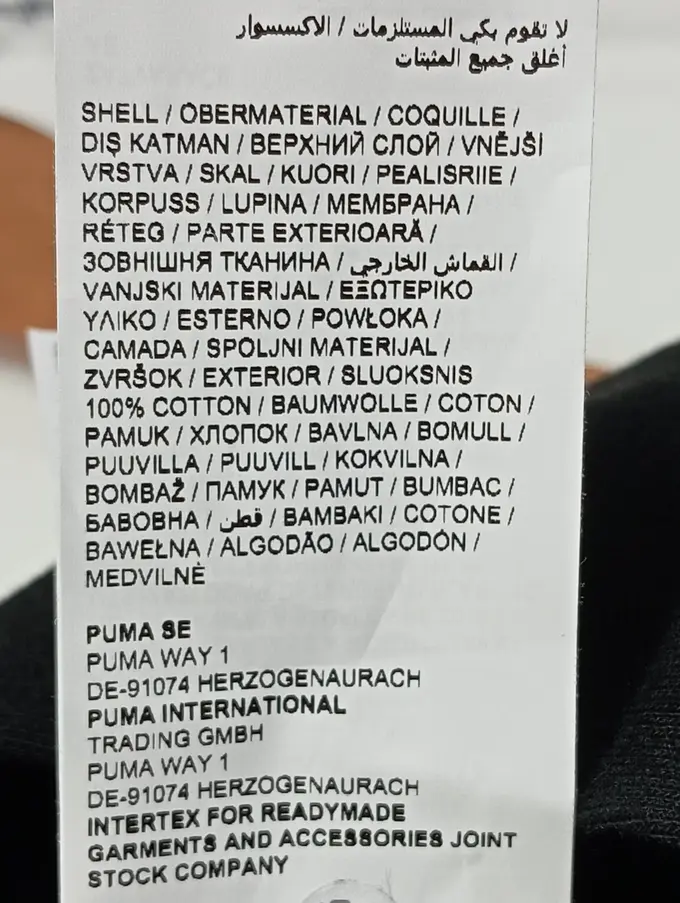 لا تقوم بكي المستلزمات / الاكسسوار
أغلق جميع المثبتات
SHELL / OBERMATERIAL / COQUILLE /
DIŞ KATMAN / ВЕРХНИЙ СЛОЙ / VNĚJŠÍ
VRSTVA / SKAL / KUORI / PEALISRIIE /
KORPUSS / LUPINA / МЕМБРАНА /
RÉTEG / PARTE EXTERIOARĂ /
ЗОВНІШНЯ ТКАНИНА / القماش الخارجي /
VANJSKI MATERIJAL / ΕΞΩΤΕΡΙΚΟ
ΥΛΙΚΟ / ESTERNO / POWŁOKA /
CAMADA / SPOLJNI MATERIJAL /
ZVRŠOK / EXTERIOR / SLUOKSNIS
100% COTTON / BAUMWOLLE / COTON /
PAMUK / ХЛОПОК / BAVLNA / BOMULL /
PUUVILLA / PUUVILL / KOKVILNA /
BOMBAŽ / ПАМУК / PAMUT / BUMBAC /
БАВОВНА / قطن / BAMBAKI / COTONE /
BAWEŁNA / ALGODÃO / ALGODÓN /
MEDVILNĖ
PUMA SE
PUMA WAY 1
DE-91074 HERZOGENAURACH
PUMA INTERNATIONAL
TRADING GMBH
PUMA WAY 1
DE-91074 HERZOGENAURACH
INTERTEX FOR READYMADE
GARMENTS AND ACCESSORIES JOINT
STOCK COMPANY